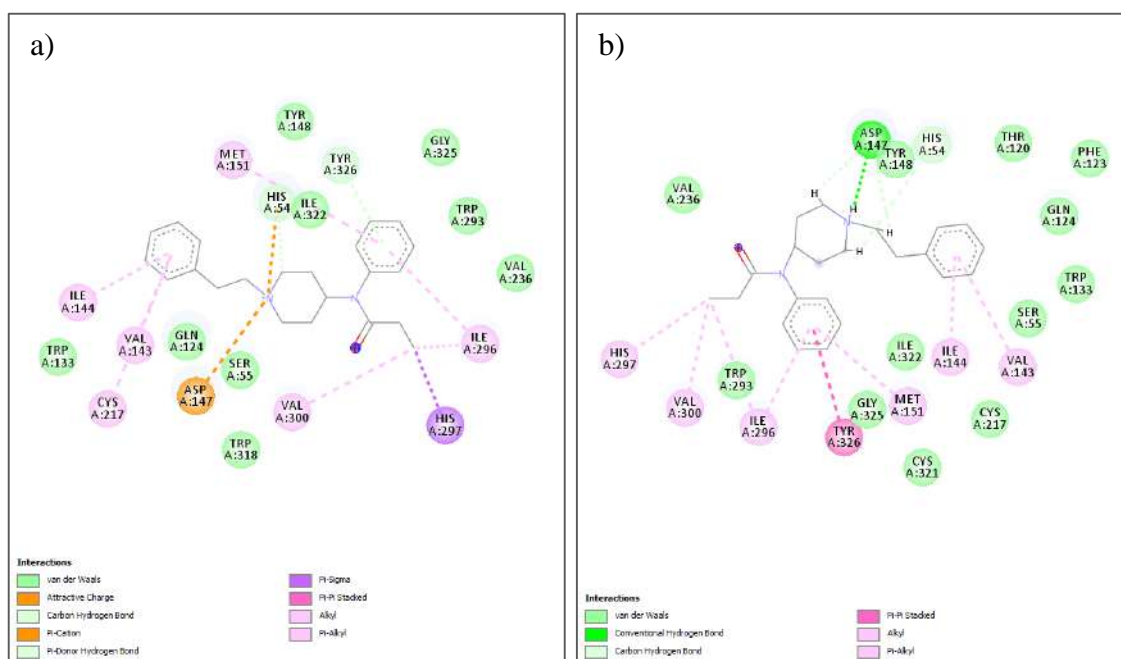 a)
TYR
A:148
MET
A:151
TYR
A:326
GLY
A:325
HIS
A:54
ILE
A:322
TRP
A:293
VAL
A:236
ILE
A:144
N
N
VAL
A:143
GLN
A:124
TRP
A:133
SER
A:55
ILE
A:296
ASP
A:147
CYS
A:217
VAL
A:300
HIS
A:297
TRP
A:318
Interactions
van der Waals
Attractive Charge
Carbon Hydrogen Bond
Pi-Cation
Pi-Donor Hydrogen Bond
Pi-Sigma
Pi-Pi Stacked
Alkyl
Pi-Alkyl
b)
ASP
A:147
HIS
A:54
TYR
A:148
THR
A:120
PHE
A:123
VAL
A:236
H
H
N
H
H
GLN
A:124
N
TRP
A:133
SER
A:55
HIS
A:297
ILE
A:322
ILE
A:144
VAL
A:143
TRP
A:293
VAL
A:300
ILE
A:296
GLY
A:325
MET
A:151
CYS
A:217
TYR
A:326
CYS
A:321
Interactions
van der Waals
Conventional Hydrogen Bond
Carbon Hydrogen Bond
Pi-Pi Stacked
Alkyl
Pi-Alkyl